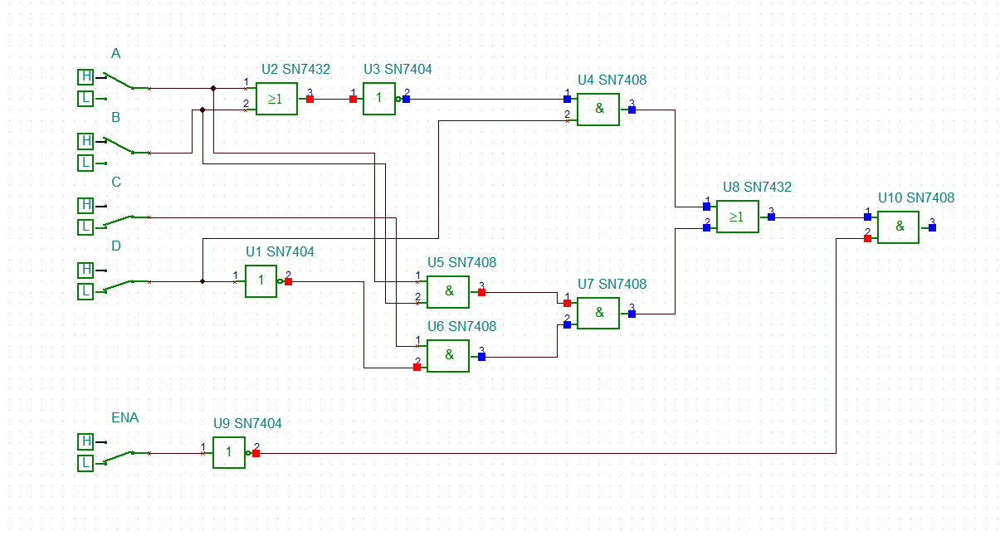 A
H
L
U2 SN7432
1
2
≥1
3
U3 SN7404
1
1
2
U4 SN7408
1
2
&
3
B
H
L
C
H
L
U8 SN7432
1
2
≥1
3
U10 SN7408
1
2
&
3
D
H
L
U1 SN7404
1
1
2
U5 SN7408
1
2
&
3
U7 SN7408
1
2
&
3
U6 SN7408
1
2
&
3
ENA
H
L
U9 SN7404
1
1
2